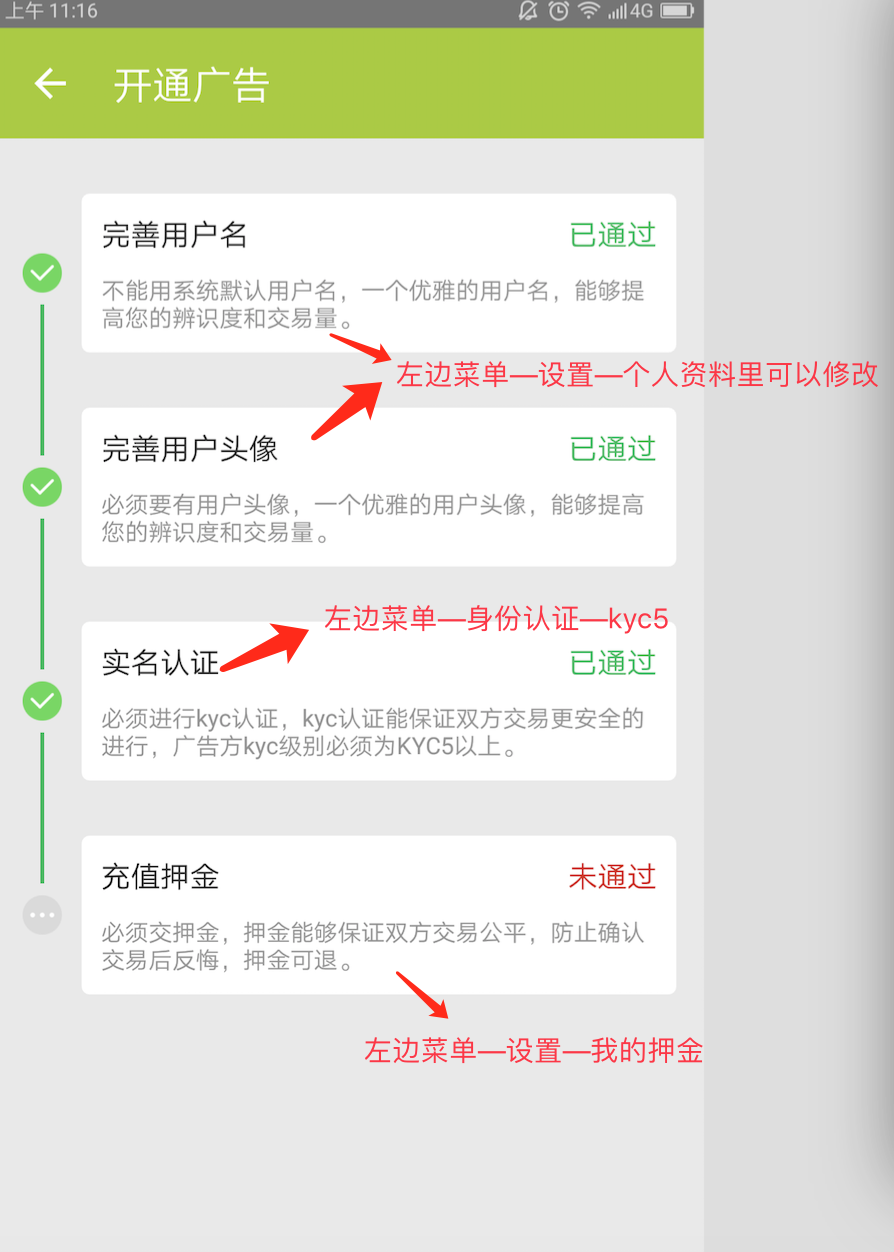 上午 11:16
4G
开通广告
完善用户名
已通过
不能用系统默认用户名，一个优雅的用户名，能够提
高您的辨识度和交易量。
左边菜单—设置—个人资料里可以修改
完善用户头像
已通过
必须要有用户头像，一个优雅的用户头像，能够提高
您的辨识度和交易量。
左边菜单—身份认证—kyc5
实名认证
已通过
必须进行kyc认证，kyc认证能保证双方交易更安全的
进行，广告方kyc级别必须为KYC5以上。
充值押金
未通过
必须交押金，押金能够保证双方交易公平，防止确认
交易后反悔，押金可退。
左边菜单—设置—我的押金